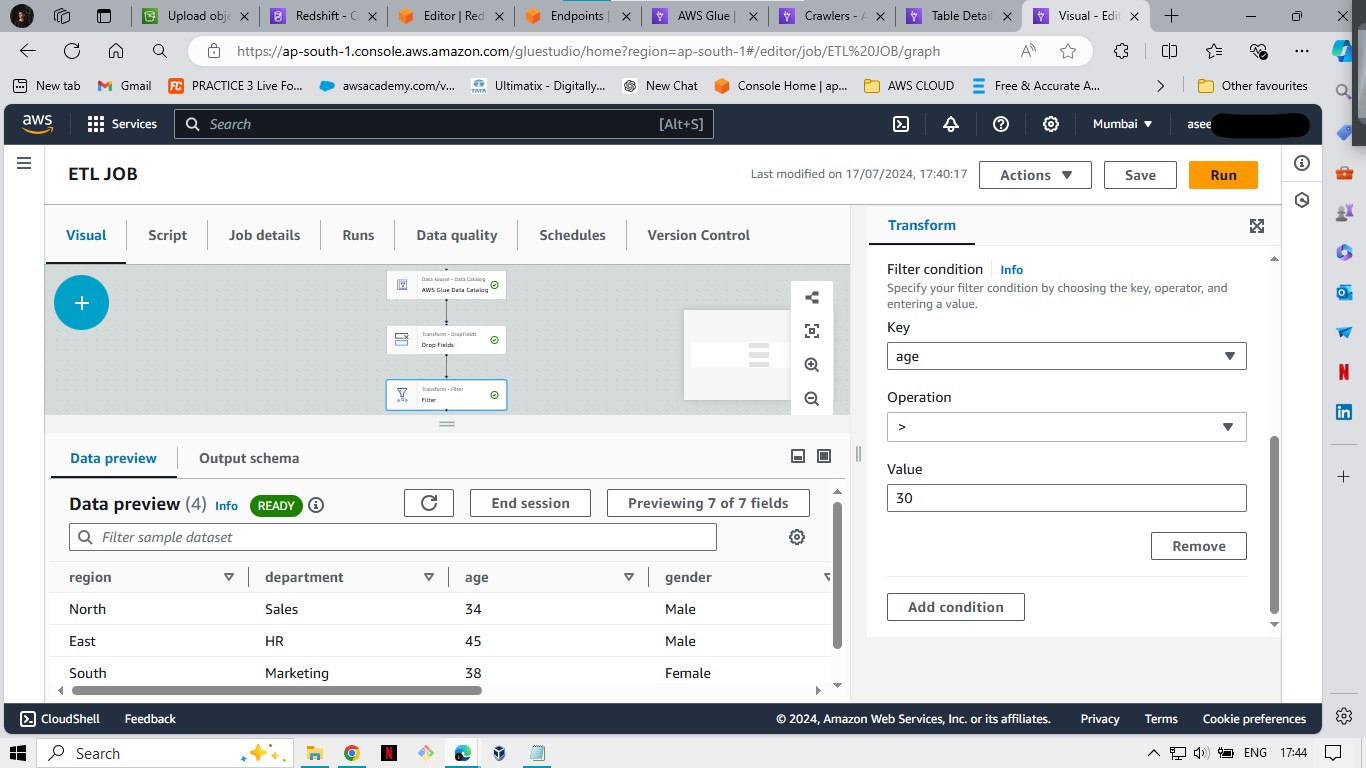 Upload obje
Redshift - C
Editor | Red
Endpoints |
AWS Glue |
Crawlers - A
Table Detail
Visual - Edit
https://ap-south-1.console.aws.amazon.com/gluestudio/home?region=ap-south-1#/editor/job/ETL%20JOB/graph
New tab
Gmail
PRACTICE 3 Live Fo...
awsacademy.com/v...
Ultimatix - Digitally...
New Chat
Console Home | ap...
AWS CLOUD
Free & Accurate A...
Other favourites
aws
Services
Search
[Alt+S]
Mumbai
asee
ETL JOB
Last modified on 17/07/2024, 17:40:17
Actions
Save
Run
Visual
Script
Job details
Runs
Data quality
Schedules
Version Control
Data source - Data Catalog
AWS Glue Data Catalog
Transform - DropFields
Drop Fields
Transform - Filter
Filter
Transform
Filter condition
Info
Specify your filter condition by choosing the key, operator, and
entering a value.
Key
age
Operation
>
Value
30
Remove
Add condition
Data preview
Output schema
Data preview (4)
Info
READY
End session
Previewing 7 of 7 fields
Filter sample dataset
region department age gender
North Sales 34 Male
East HR 45 Male
South Marketing 38 Female
CloudShell
Feedback
© 2024, Amazon Web Services, Inc. or its affiliates.
Privacy
Terms
Cookie preferences
Search
ENG
17:44